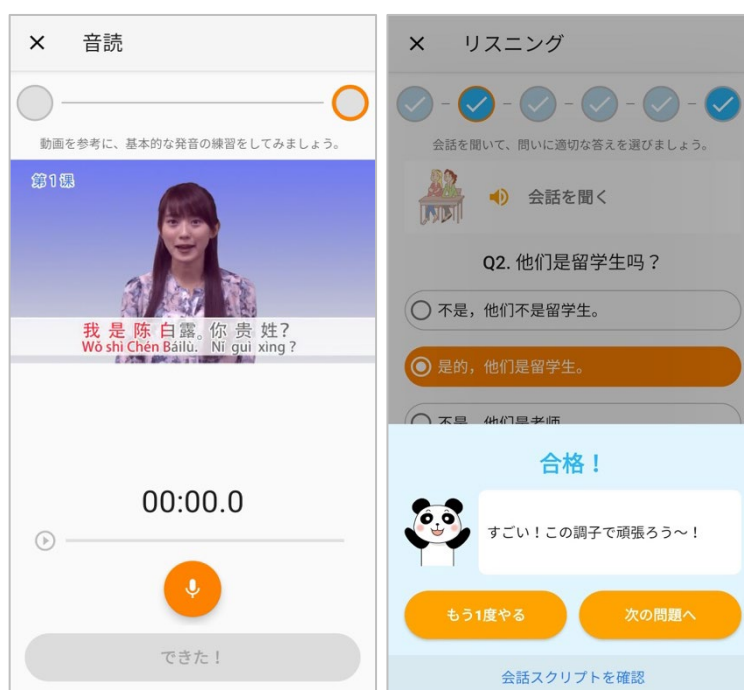 音読
動画を参考に、基本的な発音の練習をしてみましょう。
第1课
我是陈白露。你贵姓？
Wǒ shì Chén Báilù. Nǐ guì xìng?
00:00.0
できた！
リスニング
会話を聞いて、問いに適切な答えを選びましょう。
会話を聞く
Q2. 他们是留学生吗？
不是，他们不是留学生。
是的，他们是留学生。
不是，他们是老师
合格！
すごい！この調子で頑張ろう〜！
もう1度やる
次の問題へ
会話スクリプトを確認